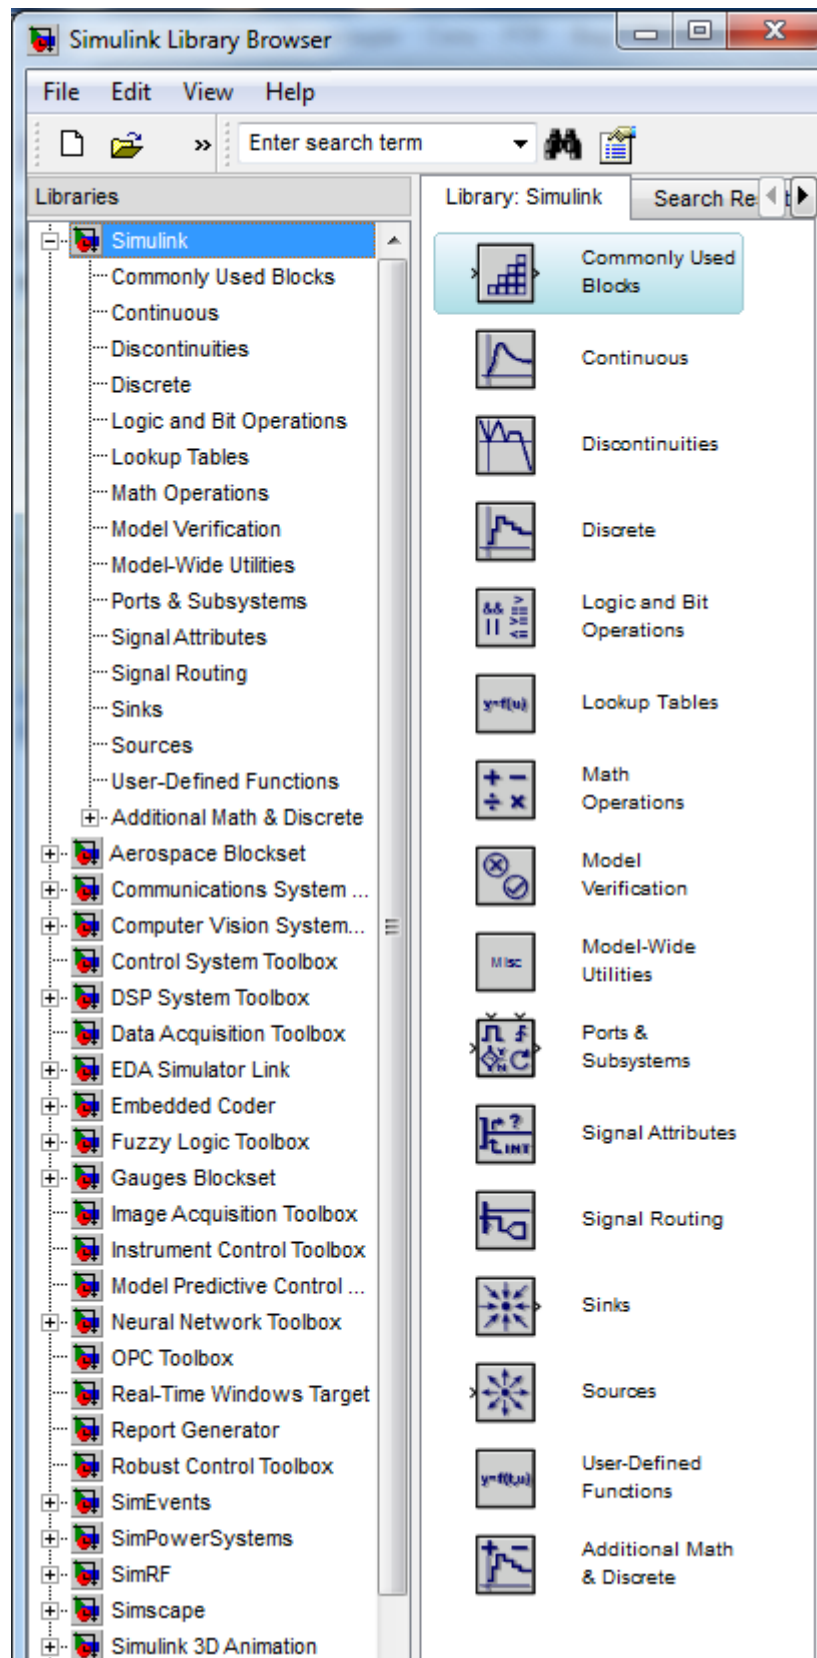 Simulink Library Browser
File Edit View Help
» Enter search term
Libraries
Simulink
Commonly Used Blocks
Continuous
Discontinuities
Discrete
Logic and Bit Operations
Lookup Tables
Math Operations
Model Verification
Model-Wide Utilities
Ports & Subsystems
Signal Attributes
Signal Routing
Sinks
Sources
User-Defined Functions
Additional Math & Discrete
Aerospace Blockset
Communications System ...
Computer Vision System...
Control System Toolbox
DSP System Toolbox
Data Acquisition Toolbox
EDA Simulator Link
Embedded Coder
Fuzzy Logic Toolbox
Gauges Blockset
Image Acquisition Toolbox
Instrument Control Toolbox
Model Predictive Control ...
Neural Network Toolbox
OPC Toolbox
Real-Time Windows Target
Report Generator
Robust Control Toolbox
SimEvents
SimPowerSystems
SimRF
Simscape
Simulink 3D Animation
Library: Simulink Search Re
Commonly Used
Blocks
Continuous
Discontinuities
Discrete
&& >
||
<=
Logic and Bit
Operations
y=f(u)
Lookup Tables
+ −
÷ ×
Math
Operations
Model
Verification
Misc
Model-Wide
Utilities
Ports &
Subsystems
?
INT
Signal Attributes
Signal Routing
Sinks
Sources
y=f(t,u)
User-Defined
Functions
+ −
Additional Math
& Discrete